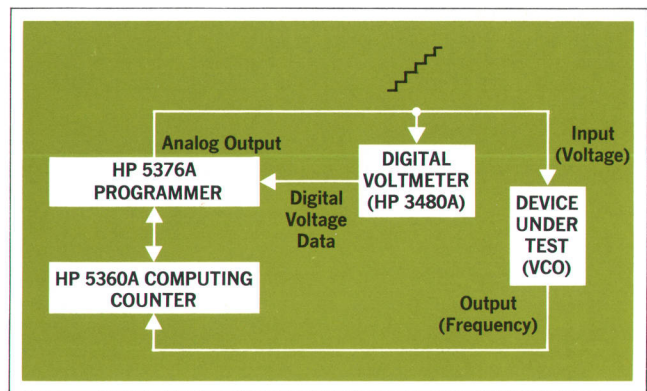 Analog Output
Input
(Voltage)
HP 5376A
PROGRAMMER
DIGITAL
VOLTMETER
(HP 3480A)
Digital
Voltage
Data
DEVICE
UNDER
TEST
(VCO)
HP 5360A COMPUTING
COUNTER
Output
(Frequency)